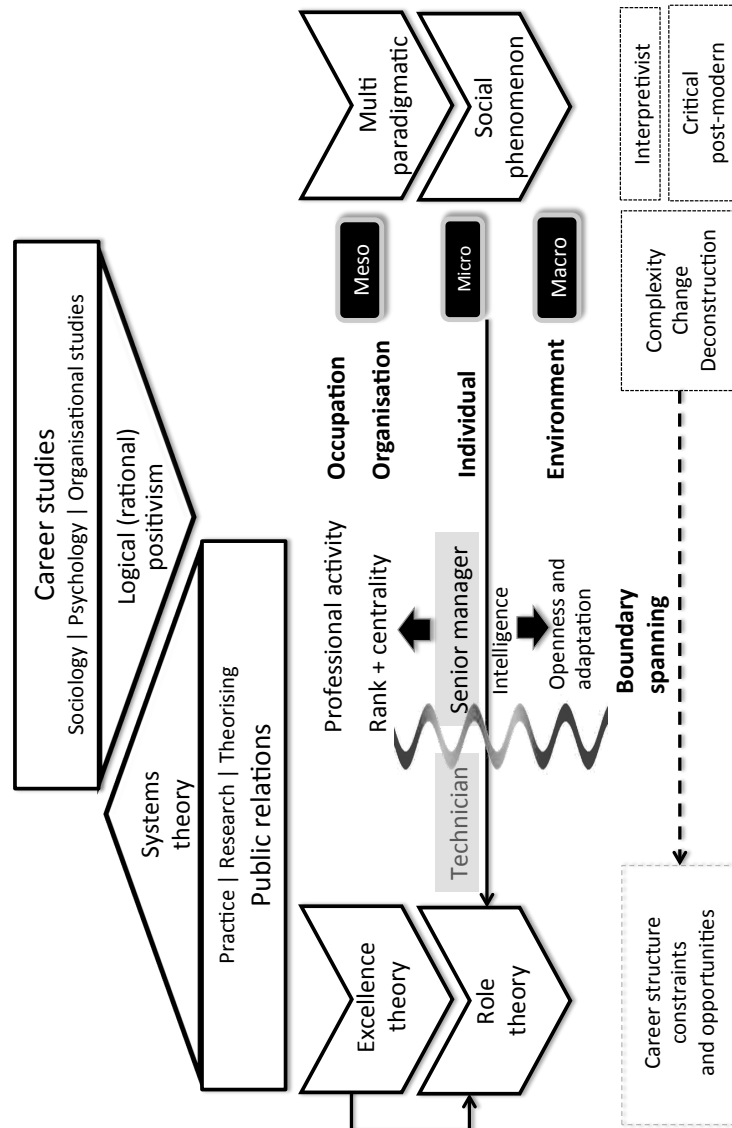 Career studies
Sociology | Psychology | Organisational studies
Logical (rational)
positivism
Systems
theory
Practice | Research | Theorising
Public relations
Excellence
theory
Role
theory
Professional activity
Rank + centrality
Technician
Senior manager
Intelligence
Openness and
adaptation
Boundary
spanning
Occupation
Organisation
Individual
Environment
Meso
Micro
Macro
Multi
paradigmatic
Social
phenomenon
Career structure
constraints
and opportunities
Complexity
Change
Deconstruction
Interpretivist
Critical
post-modern